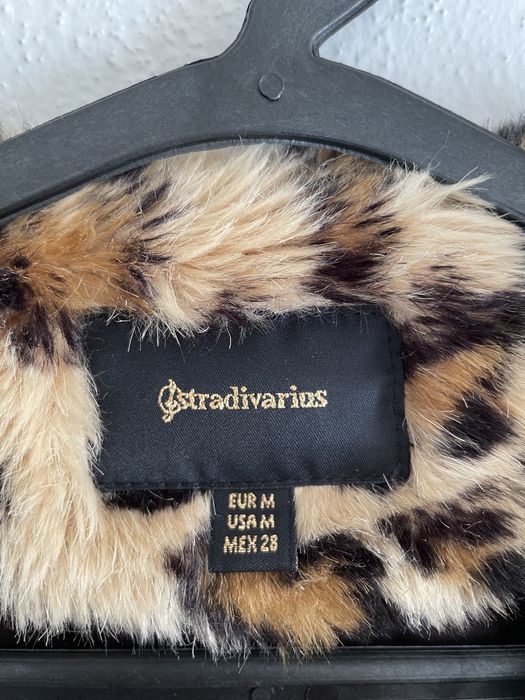 stradivarius
EUR M
USA M
MEX 28